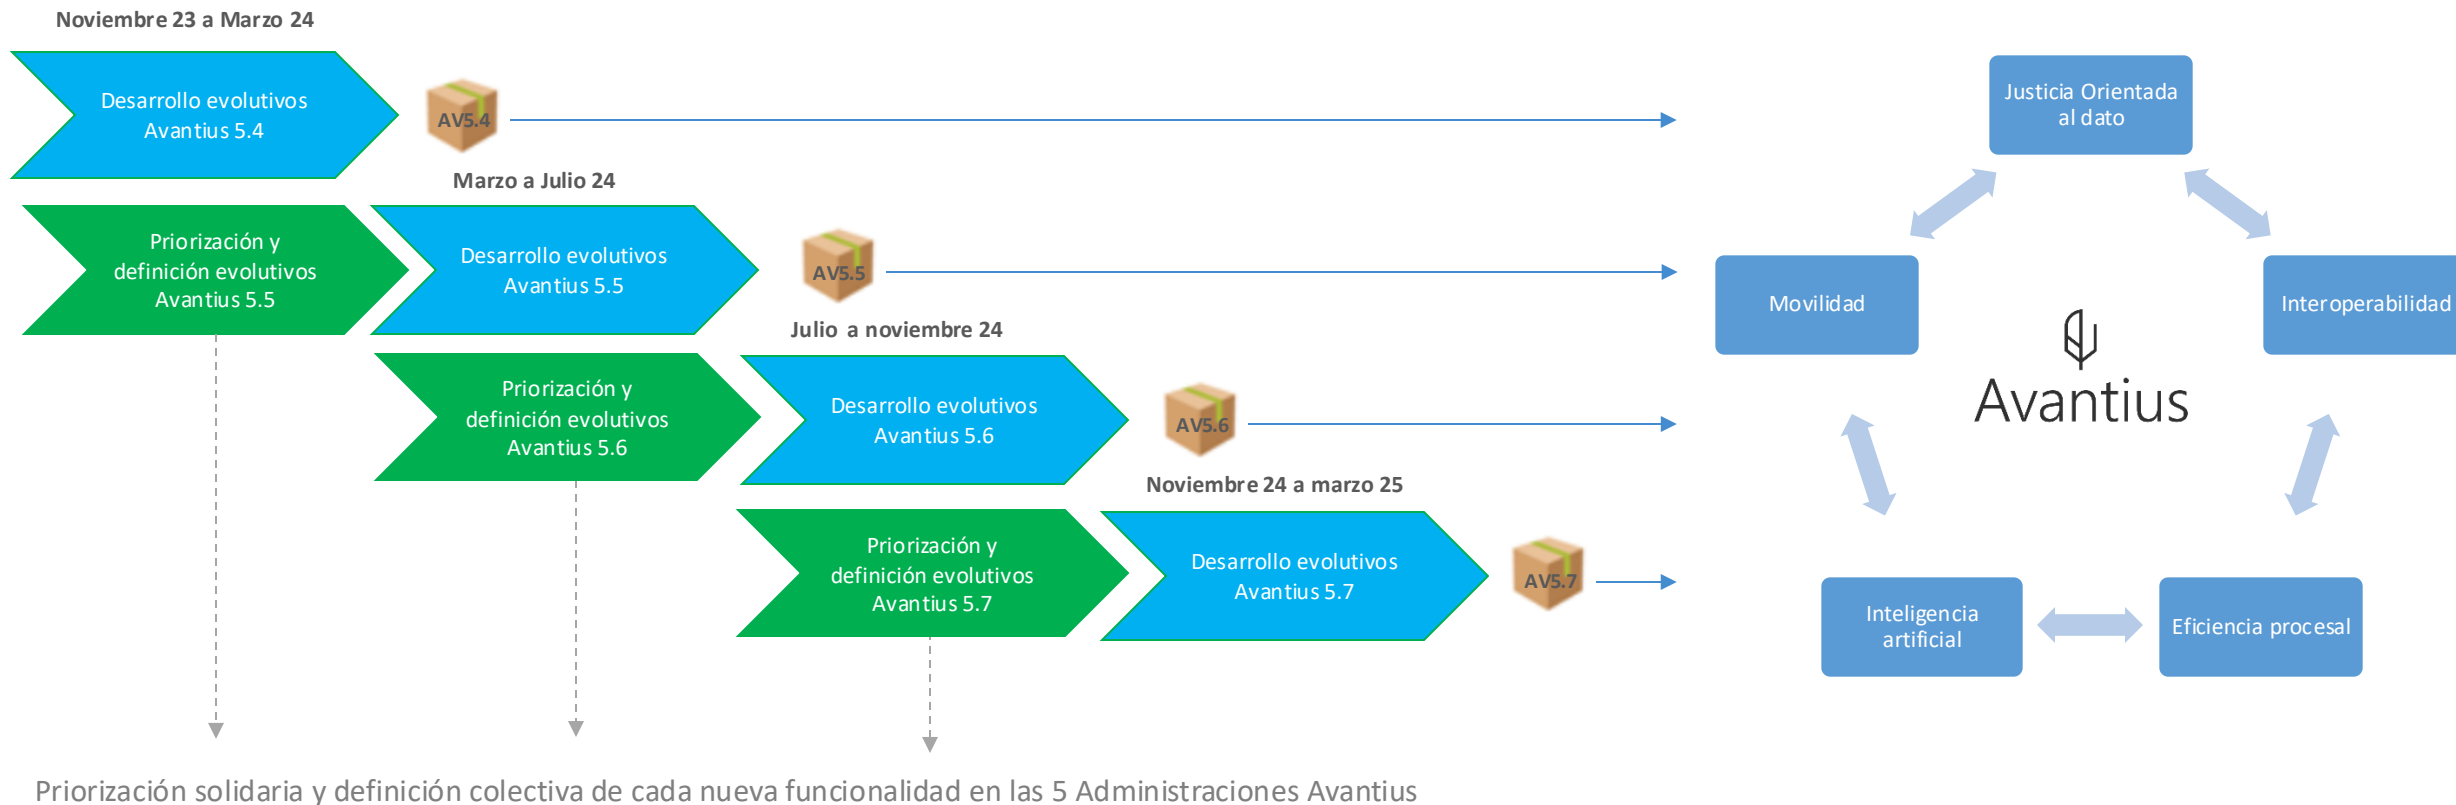 Noviembre 23 a Marzo 24
Desarrollo evolutivos
Avantius 5.4
AV5.4
Marzo a Julio 24
Priorización y
definición evolutivos
Avantius 5.5
Desarrollo evolutivos
Avantius 5.5
AV5.5
Julio a noviembre 24
Priorización y
definición evolutivos
Avantius 5.6
Desarrollo evolutivos
Avantius 5.6
AV5.6
Noviembre 24 a marzo 25
Priorización y
definición evolutivos
Avantius 5.7
Desarrollo evolutivos
Avantius 5.7
AV5.7
Justicia Orientada
al dato
Movilidad
Interoperabilidad
Avantius
Inteligencia
artificial
Eficiencia procesal
Priorización solidaria y definición colectiva de cada nueva funcionalidad en las 5 Administraciones Avantius